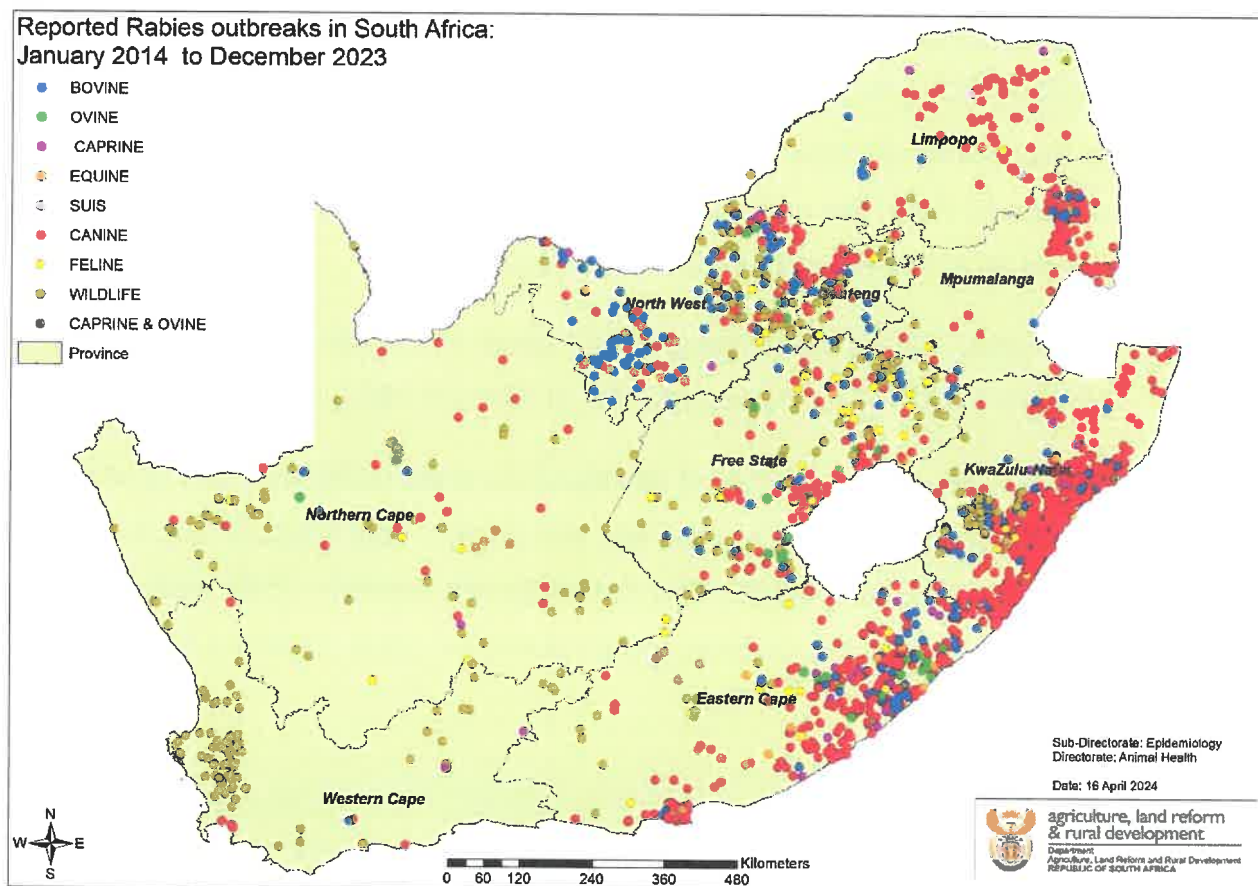 Reported Rabies outbreaks in South Africa:
January 2014 to December 2023
BOVINE
OVINE
CAPRINE
EQUINE
SUIS
CANINE
FELINE
WILDLIFE
CAPRINE & OVINE
Province
Limpopo
Mpumalanga
North West
Free State
Northern Cape
Eastern Cape
Western Cape
Sub-Directorate: Epidemiology
Directorate: Animal Health
Date: 16 April 2024
agriculture, land reform
& rural development
Department:
Agriculture, Land Reform and Rural Development
REPUBLIC OF SOUTH AFRICA
N
W E
S
Kilometers
0 60 120 240 360 480